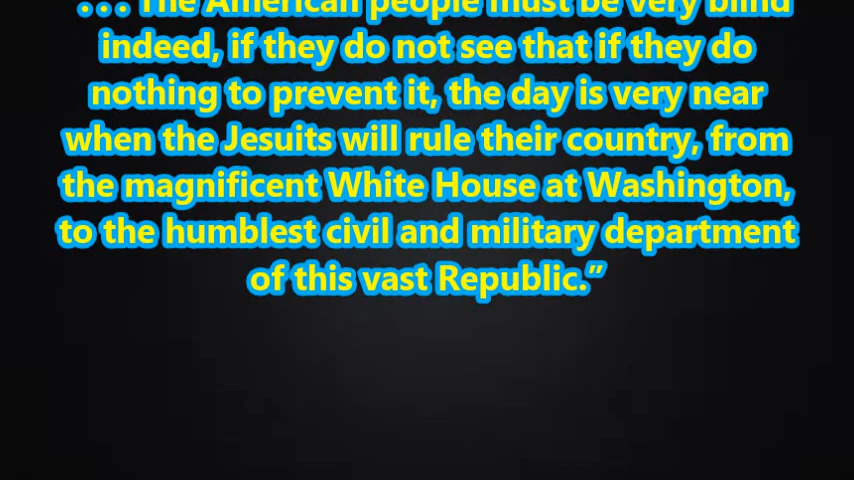 . . . The American people must be very blind
indeed, if they do not see that if they do
nothing to prevent it, the day is very near
when the Jesuits will rule their country, from
the magnificent White House at Washington,
to the humblest civil and military department
of this vast Republic.”